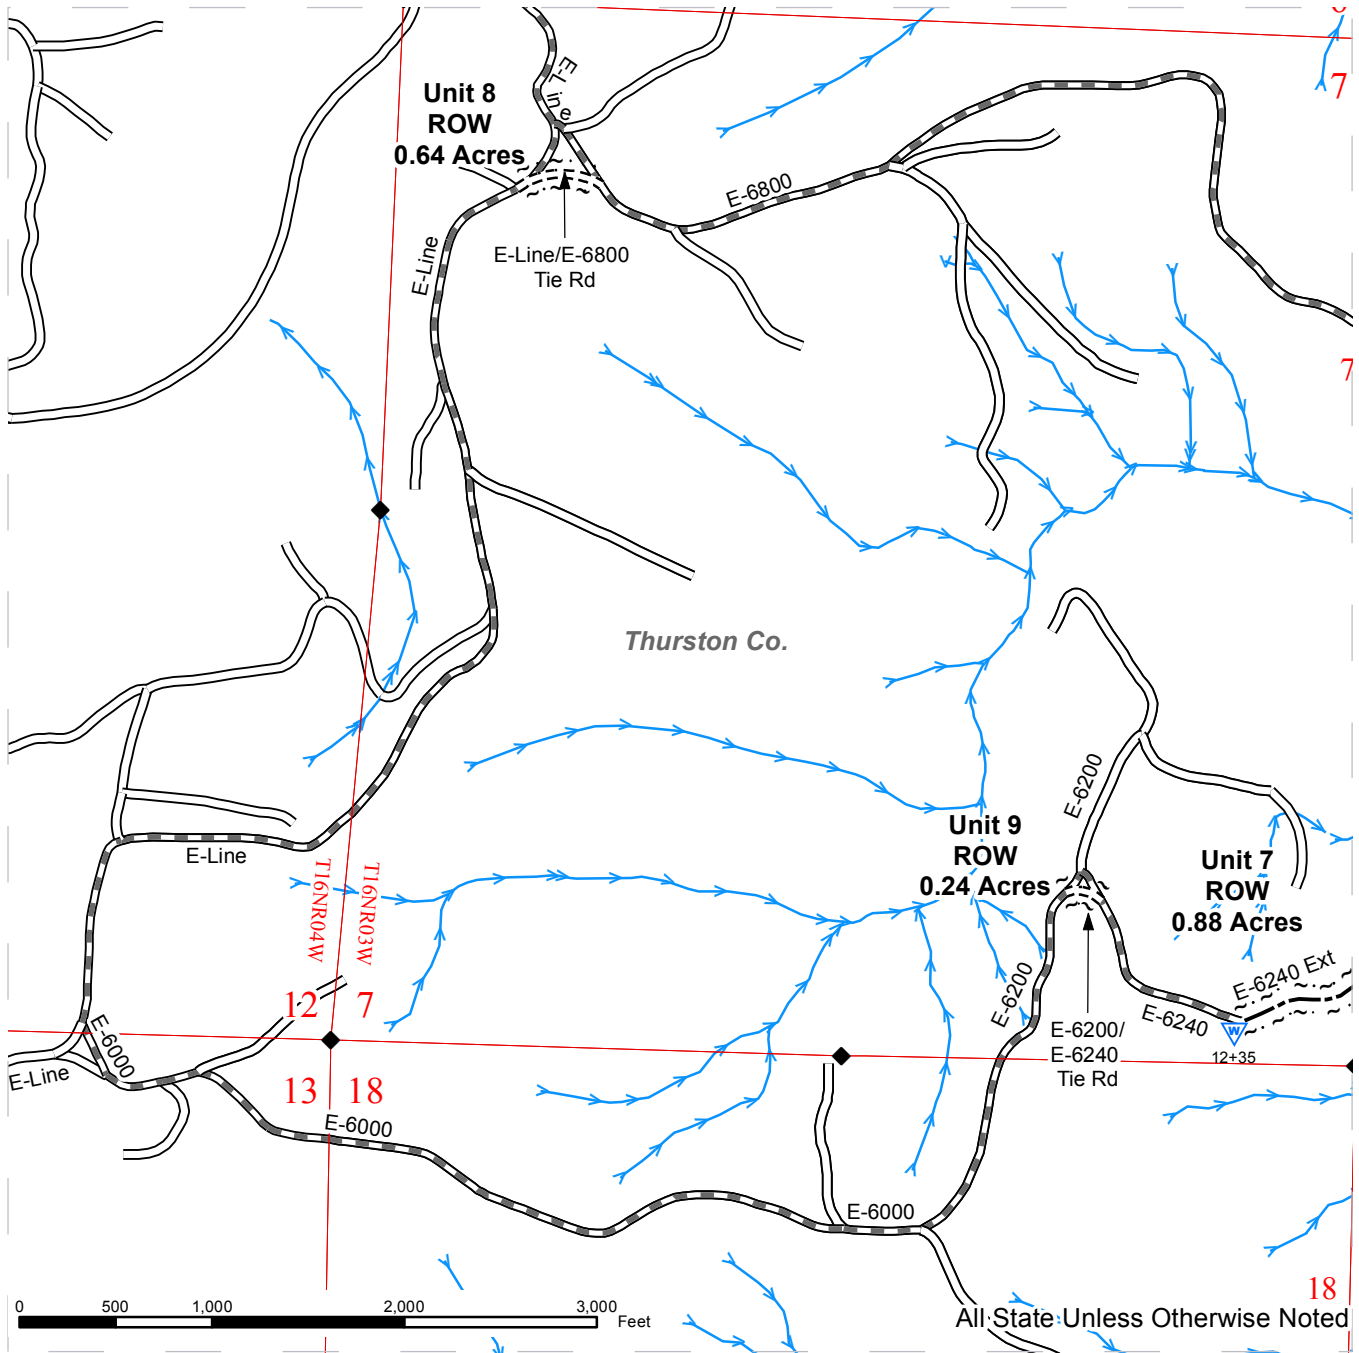 6
7
Unit 8
ROW
0.64 Acres
E-Line
E-6800
E-Line
E-Line/E-6800
Tie Rd
7
Thurston Co.
E-6200
E-Line
Unit 9
ROW
0.24 Acres
Unit 7
ROW
0.88 Acres
T16NR04W
T16NR03W
12
7
E-6200
E-6240 Ext
E-6240
W
12+35
E-6200/
E-6240
Tie Rd
E-6000
E-Line
13
18
E-6000
E-6000
18
0
500
1,000
2,000
3,000
Feet
All State Unless Otherwise Noted